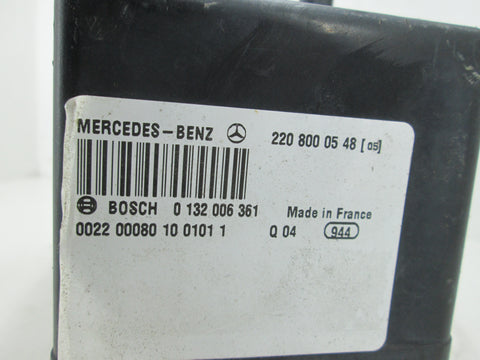 MERCEDES-BENZ 220 800 05 48 [05]
BOSCH 0 132 006 361 Made in France
0022 00080 10 0101 1 Q 04 944